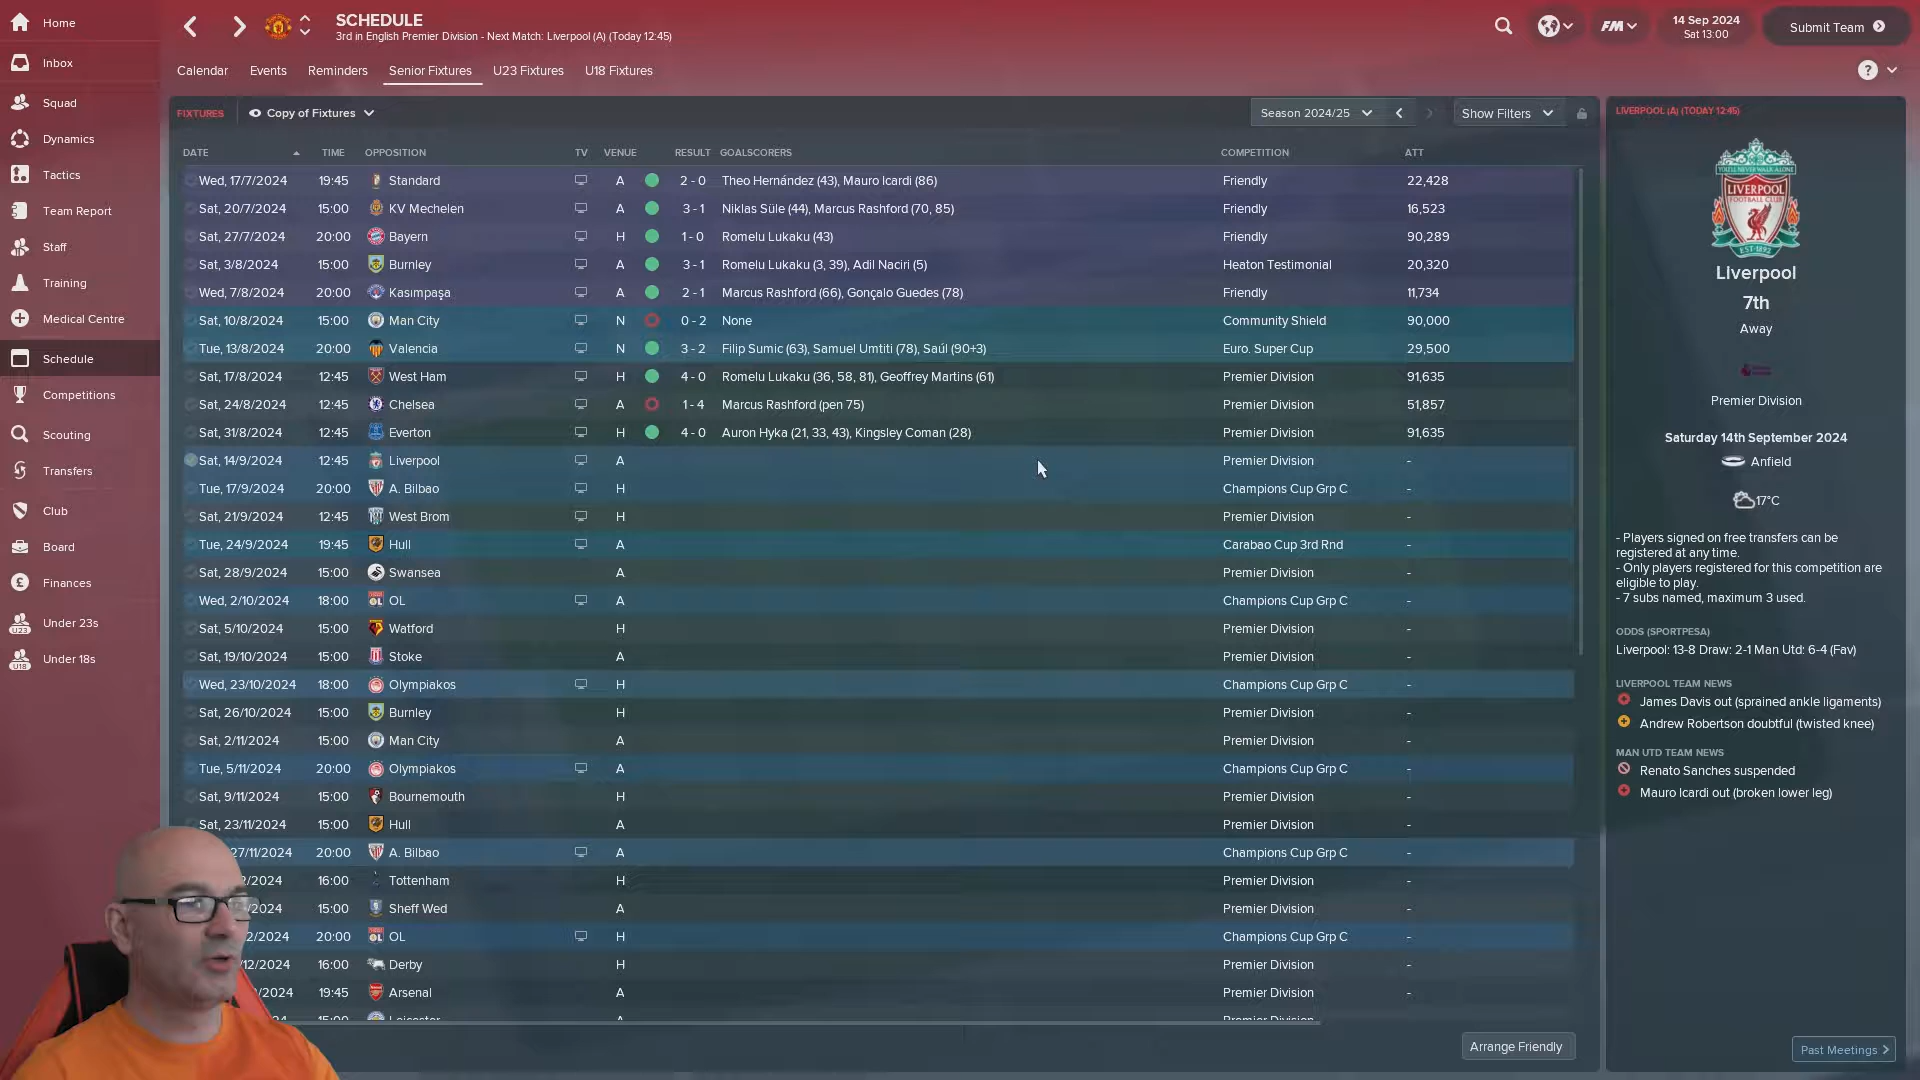 Home
Inbox
Squad
Dynamics
Tactics
Team Report
Staff
Training
Medical Centre
Schedule
Competitions
Scouting
Transfers
Club
Board
Finances
Under 23s
Under 18s
SCHEDULE
3rd in English Premier Division - Next Match: Liverpool (A) (Today 12:45)
FM
14 Sep 2024
Sat 13:00
Submit Team
Calendar Events Reminders Senior Fixtures U23 Fixtures U18 Fixtures
FIXTURES Copy of Fixtures Season 2024/25 Show Filters
DATE TIME OPPOSITION TV VENUE RESULT GOALSCORERS COMPETITION ATT
Wed, 17/7/2024 19:45 Standard A 2 - 0 Theo Hernández (43), Mauro Icardi (86) Friendly 22,428
Sat, 20/7/2024 15:00 KV Mechelen A 3 - 1 Niklas Süle (44), Marcus Rashford (70, 85) Friendly 16,523
Sat, 27/7/2024 20:00 Bayern H 1 - 0 Romelu Lukaku (43) Friendly 90,289
Sat, 3/8/2024 15:00 Burnley A 3 - 1 Romelu Lukaku (3, 39), Adil Naciri (5) Heaton Testimonial 20,320
Wed, 7/8/2024 20:00 Kasımpaşa A 2 - 1 Marcus Rashford (66), Gonçalo Guedes (78) Friendly 11,734
Sat, 10/8/2024 15:00 Man City N 0 - 2 None Community Shield 90,000
Tue, 13/8/2024 20:00 Valencia N 3 - 2 Filip Sumic (63), Samuel Umtiti (78), Saúl (90+3) Euro. Super Cup 29,500
Sat, 17/8/2024 12:45 West Ham H 4 - 0 Romelu Lukaku (36, 58, 81), Geoffrey Martins (61) Premier Division 91,635
Sat, 24/8/2024 12:45 Chelsea A 1 - 4 Marcus Rashford (pen 75) Premier Division 51,857
Sat, 31/8/2024 12:45 Everton H 4 - 0 Auron Hyka (21, 33, 43), Kingsley Coman (28) Premier Division 91,635
Sat, 14/9/2024 12:45 Liverpool A Premier Division -
Tue, 17/9/2024 20:00 A. Bilbao H Champions Cup Grp C -
Sat, 21/9/2024 12:45 West Brom H Premier Division -
Tue, 24/9/2024 19:45 Hull A Carabao Cup 3rd Rnd -
Sat, 28/9/2024 15:00 Swansea A Premier Division -
Wed, 2/10/2024 18:00 OL A Champions Cup Grp C -
Sat, 5/10/2024 15:00 Watford H Premier Division -
Sat, 19/10/2024 15:00 Stoke A Premier Division -
Wed, 23/10/2024 18:00 Olympiakos H Champions Cup Grp C -
Sat, 26/10/2024 15:00 Burnley H Premier Division -
Sat, 2/11/2024 15:00 Man City A Premier Division -
Tue, 5/11/2024 20:00 Olympiakos A Champions Cup Grp C -
Sat, 9/11/2024 15:00 Bournemouth H Premier Division -
Sat, 23/11/2024 15:00 Hull A Premier Division -
27/11/2024 20:00 A. Bilbao A Champions Cup Grp C -
2/2024 16:00 Tottenham H Premier Division -
/2024 15:00 Sheff Wed A Premier Division -
2/2024 20:00 OL H Champions Cup Grp C -
/12/2024 16:00 Derby H Premier Division -
/2024 19:45 Arsenal A Premier Division -
15:00 Leicester A Premier Division
Arrange Friendly
LIVERPOOL (A) (TODAY 12:45)
YOU'LL NEVER WALK ALONE
LIVERPOOL
FOOTBALL CLUB
EST·1892
Liverpool
7th
Away
Premier Division
Saturday 14th September 2024
Anfield
17°C
- Players signed on free transfers can be
registered at any time.
- Only players registered for this competition are
eligible to play.
- 7 subs named, maximum 3 used.
ODDS (SPORTPESA)
Liverpool: 13-8 Draw: 2-1 Man Utd: 6-4 (Fav)
LIVERPOOL TEAM NEWS
James Davis out (sprained ankle ligaments)
Andrew Robertson doubtful (twisted knee)
MAN UTD TEAM NEWS
Renato Sanches suspended
Mauro Icardi out (broken lower leg)
Past Meetings